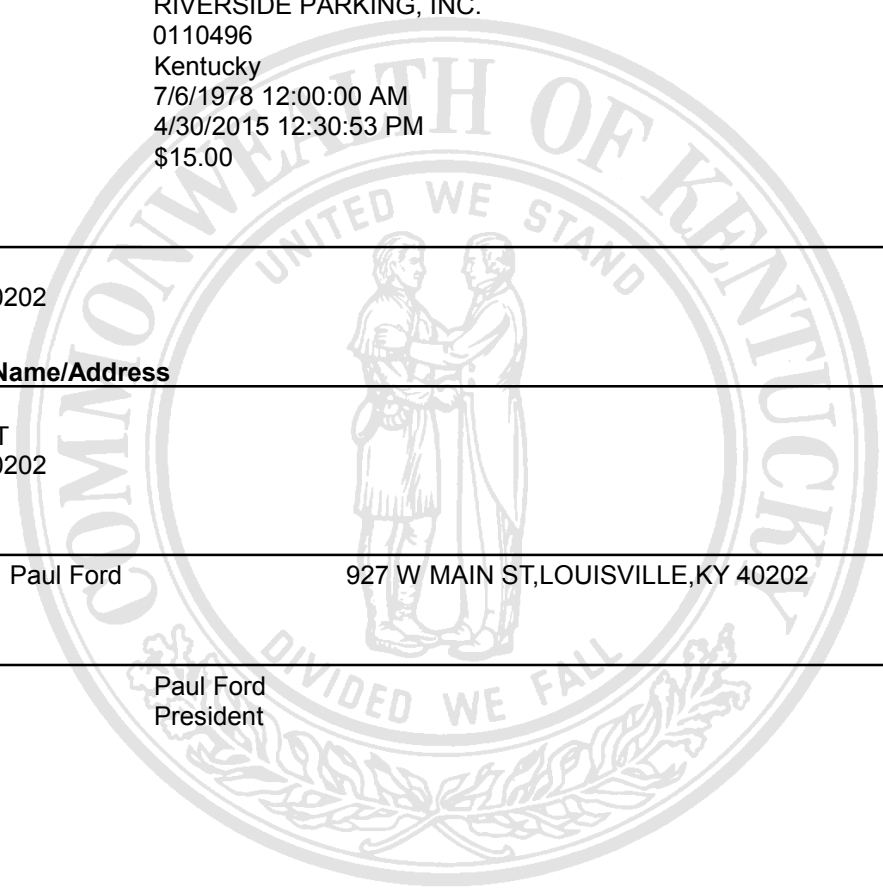 RIVERSIDE PARKING, INC.
0110496
Kentucky
7/6/1978 12:00:00 AM
4/30/2015 12:30:53 PM
$15.00
COMMONWEALTH OF KENTUCKY
UNITED WE STAND
0202
Name/Address
T
0202
Paul Ford 927 W MAIN ST,LOUISVILLE,KY 40202
DIVIDED WE FALL
Paul Ford
President